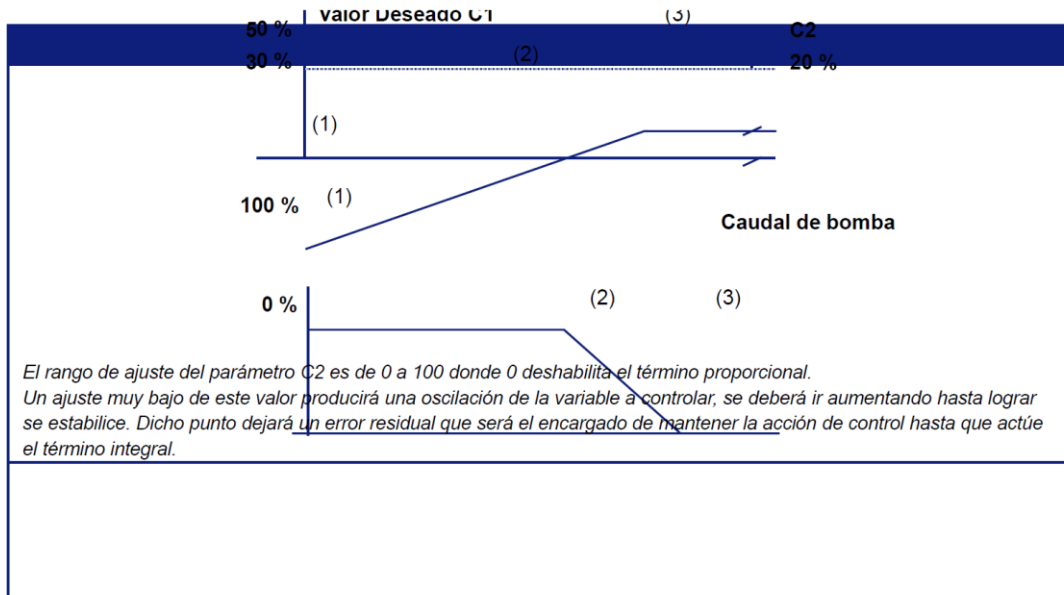 Valor Deseado C1 (3)
50 % C2
30 % (2) 20 %
(1)
100 % (1)
Caudal de bomba
0 % (2) (3)
El rango de ajuste del parámetro C2 es de 0 a 100 donde 0 deshabilita el término proporcional.
Un ajuste muy bajo de este valor producirá una oscilación de la variable a controlar, se deberá ir aumentando hasta lograr
se estabilice. Dicho punto dejará un error residual que será el encargado de mantener la acción de control hasta que actúe
el término integral.